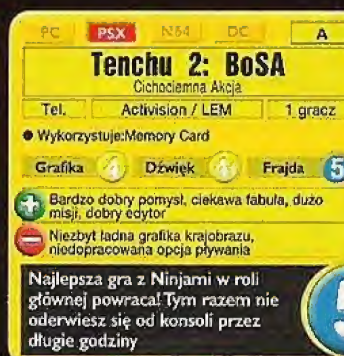 PC PSX N64 DC A
Tenchu 2: BoSA
Cichociemna Akcja
Tel. Activision / LEM 1 gracz
Wykorzystuje:Memory Card
Grafika 4 Dźwięk 4 Frajda 5
Bardzo dobry pomysł, ciekawa fabuła, dużo
misji, dobry edytor
Niezbyt ładna grafika krajobrazu,
niedopracowana opcja pływania
Najlepsza gra z Ninjami w roli
głównej powraca! Tym razem nie
oderwiesz się od konsoli przez
długie godziny
5